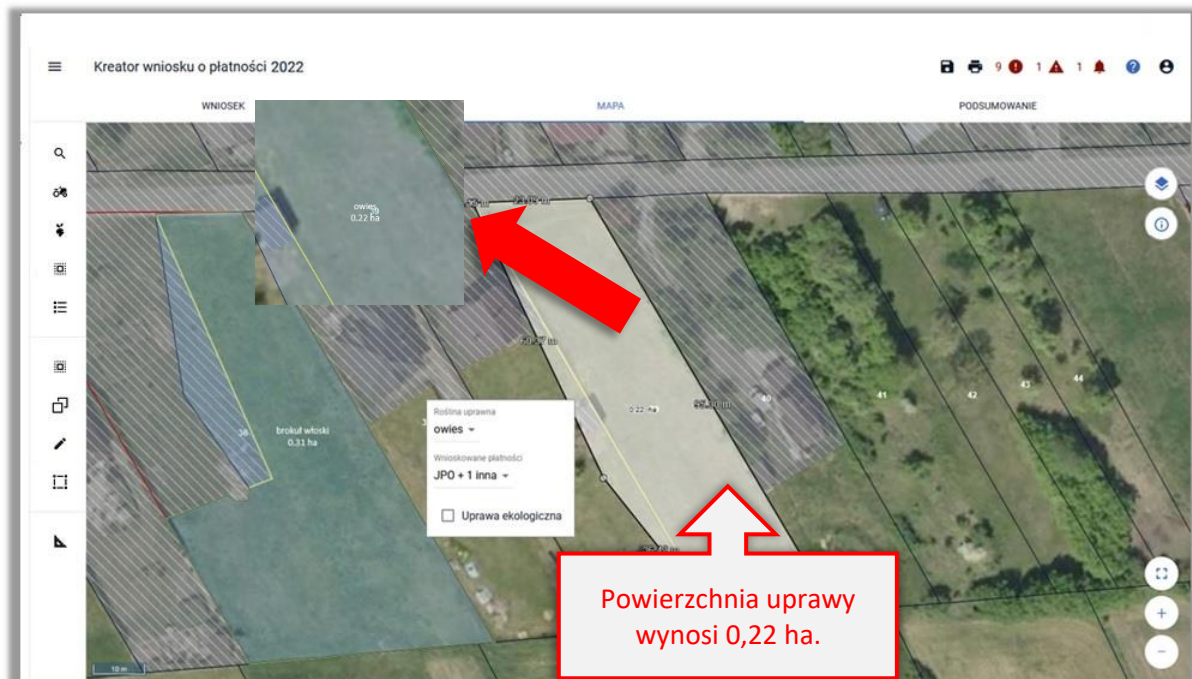 Kreator wniosku o płatności 2022
9
1
1
WNIOSEK
MAPA
PODSUMOWANIE
owies
0.22 ha
36
brokuł włoski
0.31 ha
0.22 ha
40
41
42
43
44
Roślina uprawna
owies
Wnioskowane płatności
JPO + 1 inna
Uprawa ekologiczna
Powierzchnia uprawy
wynosi 0,22 ha.
10 m